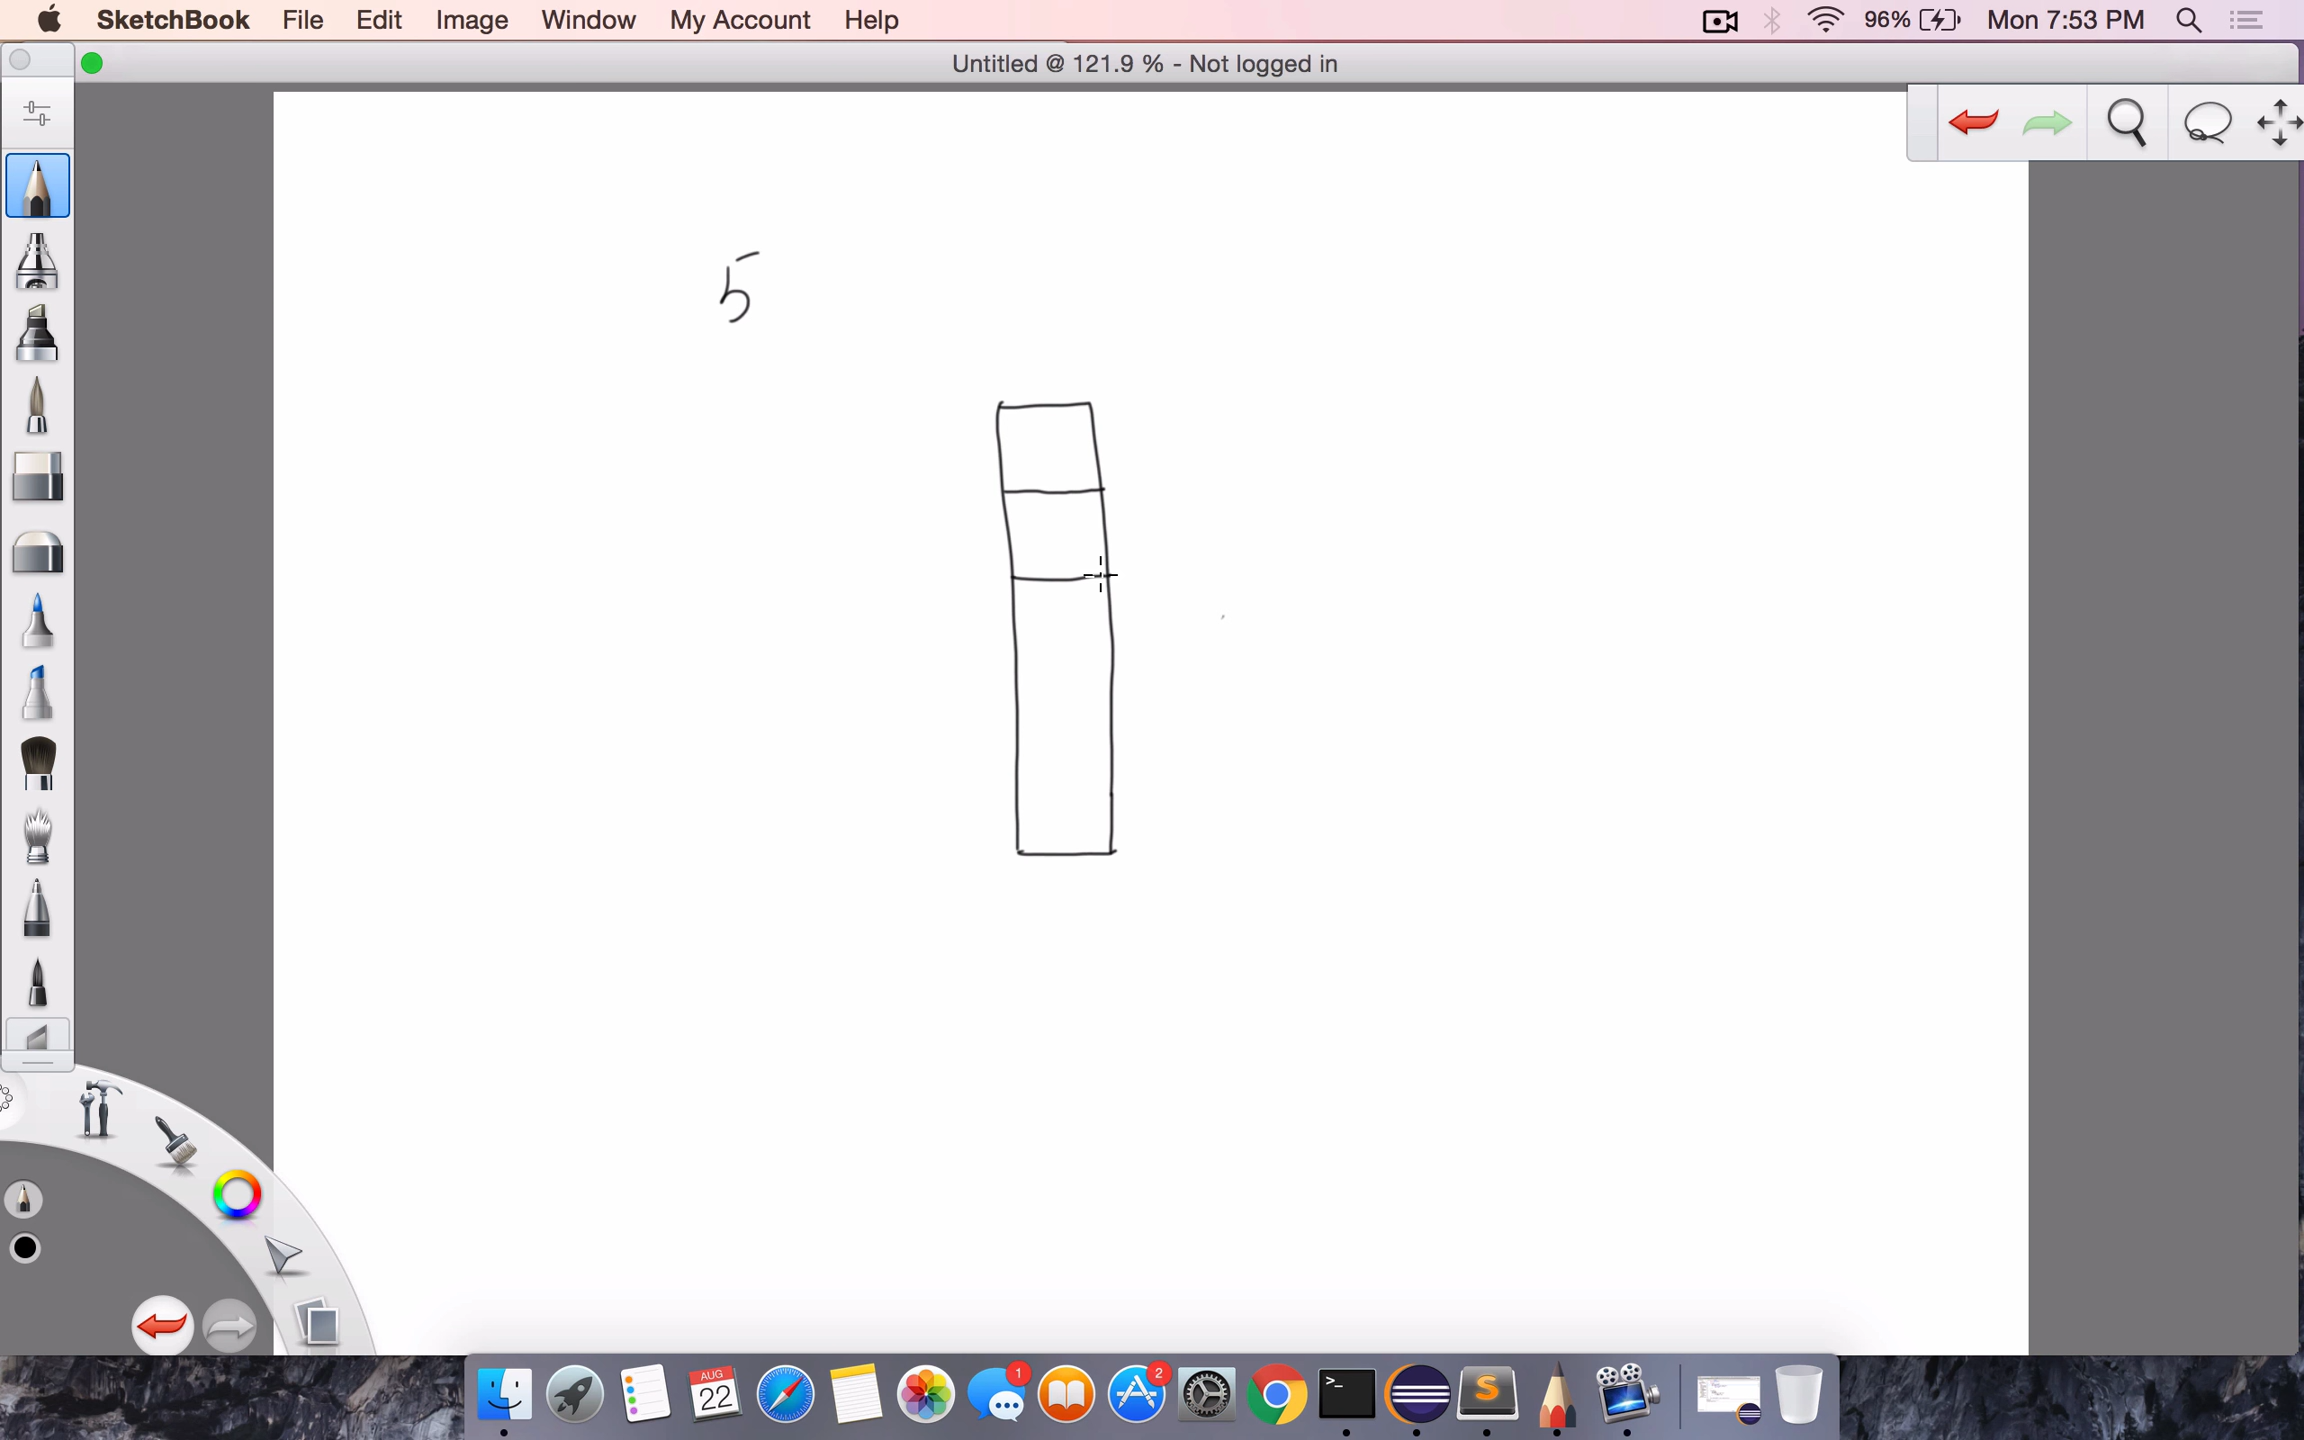 SketchBook File Edit Image Window My Account Help 96% Mon 7:53 PM
Untitled @ 121.9 % - Not logged in
5
AUG
22
1
2
>_
S